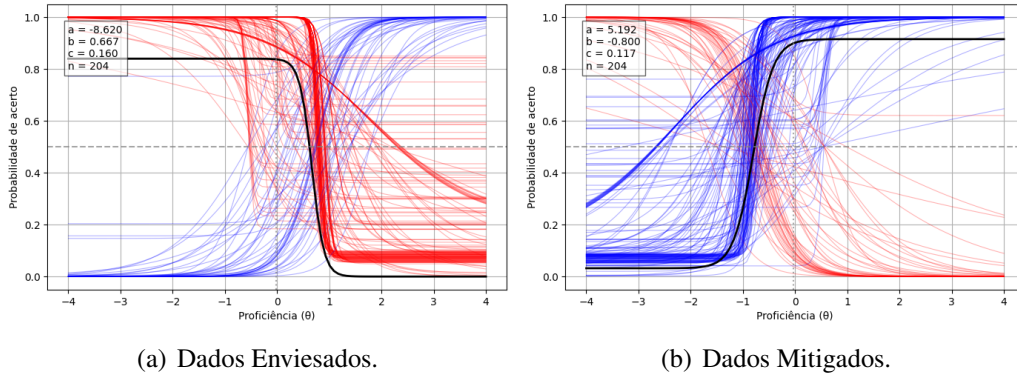 1.0
0.8
0.6
0.4
0.2
0.0
Probabilidade de acerto
a = -8.620
b = 0.667
c = 0.160
n = 204
−4 −3 −2 −1 0 1 2 3 4
Proficiência (θ)
(a) Dados Enviesados.
1.0
0.8
0.6
0.4
0.2
0.0
Probabilidade de acerto
a = 5.192
b = -0.800
c = 0.117
n = 204
−4 −3 −2 −1 0 1 2 3 4
Proficiência (θ)
(b) Dados Mitigados.